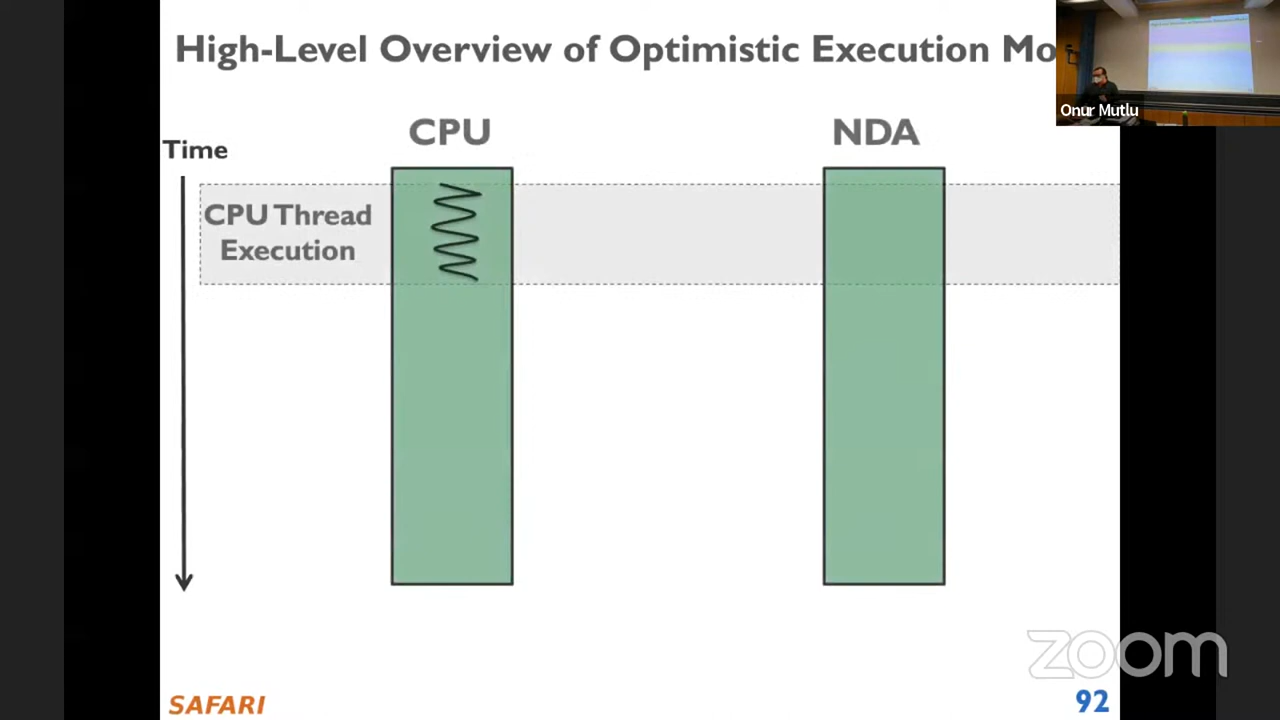 High-Level Overview of Optimistic Execution Mo
Onur Mutlu
CPU
NDA
Time
CPU Thread
Execution
zoom
SAFARI
92